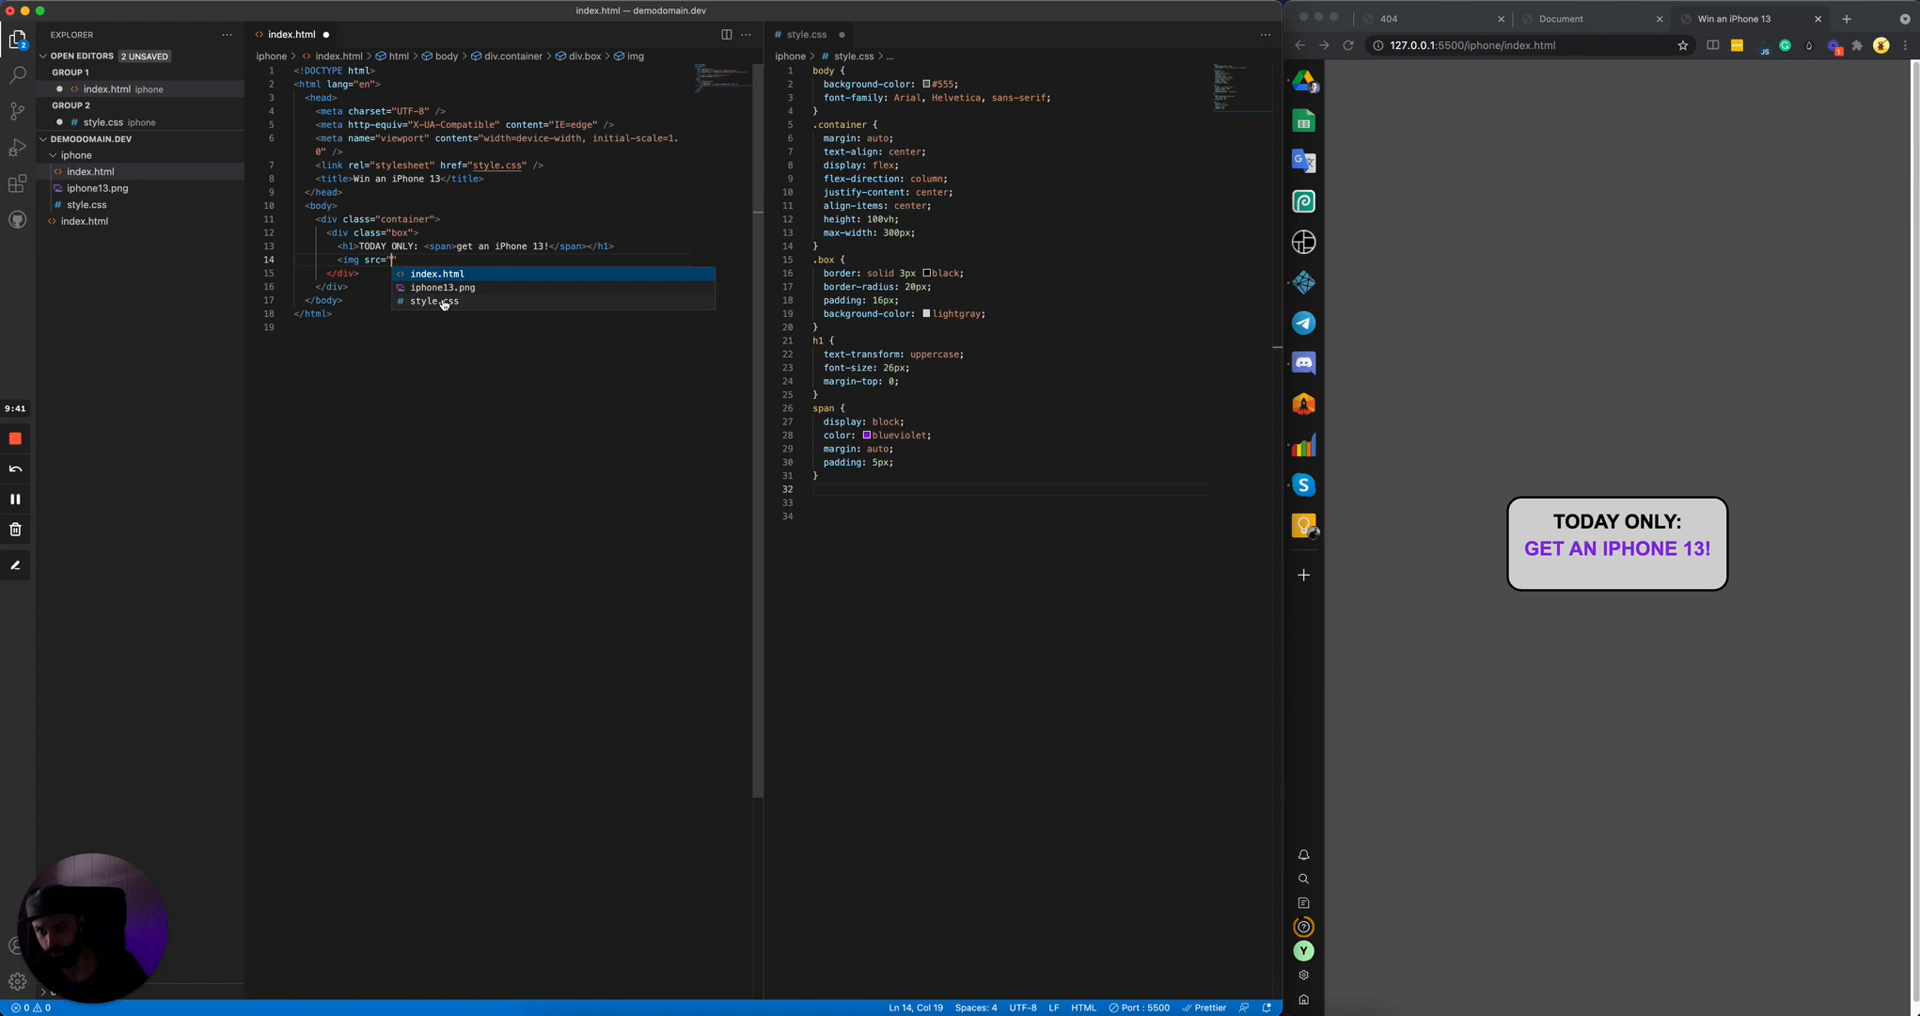 index.html — demodomain.dev
EXPLORER
OPEN EDITORS 2 UNSAVED
GROUP 1
index.html iphone
GROUP 2
style.css iphone
DEMODOMAIN.DEV
iphone
index.html
iphone13.png
style.css
index.html
9:41
index.html
iphone > index.html > html > body > div.container > div.box > img
1 <!DOCTYPE html>
2 <html lang="en">
3 <head>
4 <meta charset="UTF-8" />
5 <meta http-equiv="X-UA-Compatible" content="IE=edge" />
6 <meta name="viewport" content="width=device-width, initial-scale=1.
0" />
7 <link rel="stylesheet" href="style.css" />
8 <title>Win an iPhone 13</title>
9 </head>
10 <body>
11 <div class="container">
12 <div class="box">
13 <h1>TODAY ONLY: <span>get an iPhone 13!</span></h1>
14 <img src=""
15 </div>
16 </div>
17 </body>
18 </html>
19
index.html
iphone13.png
style.css
style.css
iphone > style.css > ...
1 body {
2 background-color: #555;
3 font-family: Arial, Helvetica, sans-serif;
4 }
5 .container {
6 margin: auto;
7 text-align: center;
8 display: flex;
9 flex-direction: column;
10 justify-content: center;
11 align-items: center;
12 height: 100vh;
13 max-width: 300px;
14 }
15 .box {
16 border: solid 3px black;
17 border-radius: 20px;
18 padding: 16px;
19 background-color: lightgray;
20 }
21 h1 {
22 text-transform: uppercase;
23 font-size: 26px;
24 margin-top: 0;
25 }
26 span {
27 display: block;
28 color: blueviolet;
29 margin: auto;
30 padding: 5px;
31 }
32
33
34
0 0
Ln 14, Col 19 Spaces: 4 UTF-8 LF HTML Port : 5500 Prettier
404
Document
Win an iPhone 13
127.0.0.1:5500/iphone/index.html
TODAY ONLY:
GET AN IPHONE 13!